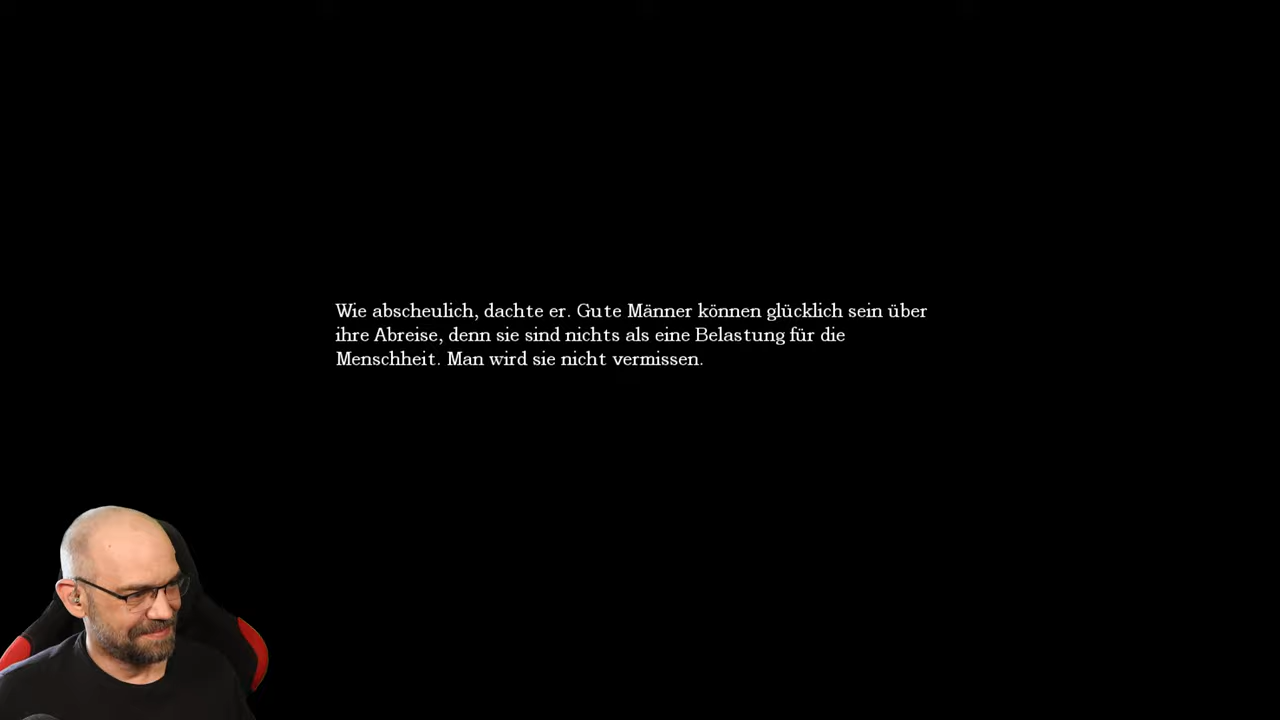 Wie abscheulich, dachte er. Gute Männer können glücklich sein über
ihre Abreise, denn sie sind nichts als eine Belastung für die
Menschheit. Man wird sie nicht vermissen.